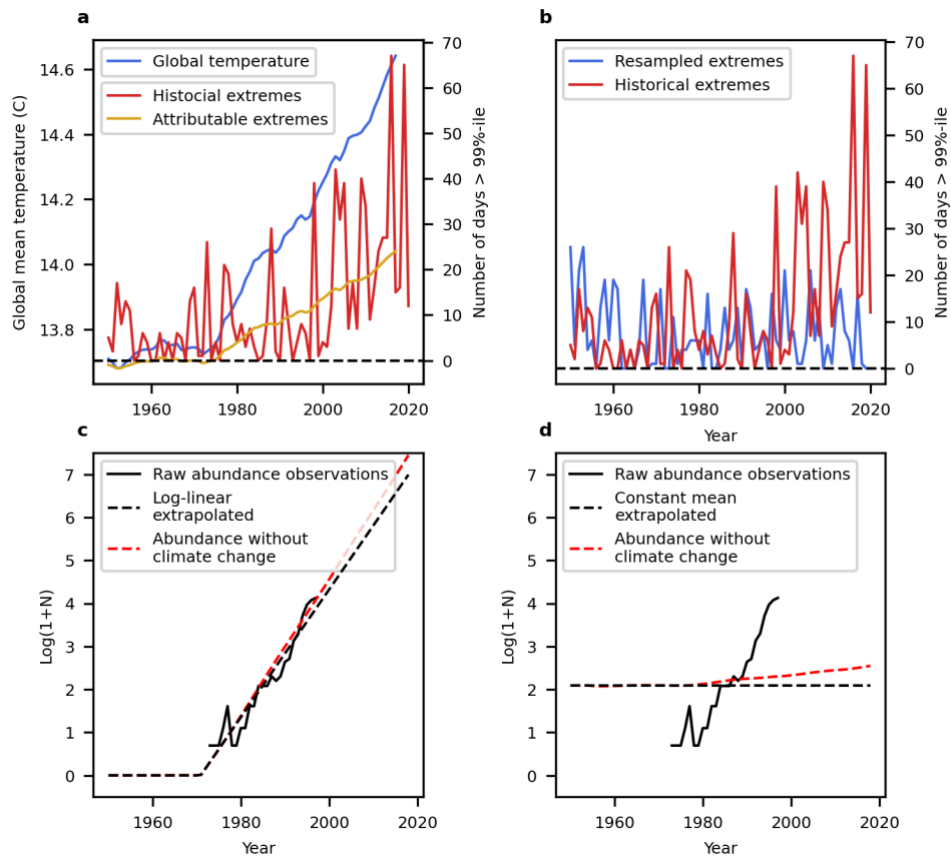 a
Global temperature
Histocial extremes
Attributable extremes
Global mean temperature (C)
14.6
14.4
14.2
14.0
13.8
70
60
50
40
30
20
10
0
Number of days > 99%-ile
1960
1980
2000
2020
b
Resampled extremes
Historical extremes
70
60
50
40
30
20
10
0
Number of days > 99%-ile
1960
1980
2000
2020
Year
c
Raw abundance observations
Log-linear
extrapolated
Abundance without
climate change
Log(1+N)
7
6
5
4
3
2
1
0
1960
1980
2000
2020
Year
d
Raw abundance observations
Constant mean
extrapolated
Abundance without
climate change
Log(1+N)
7
6
5
4
3
2
1
0
1960
1980
2000
2020
Year